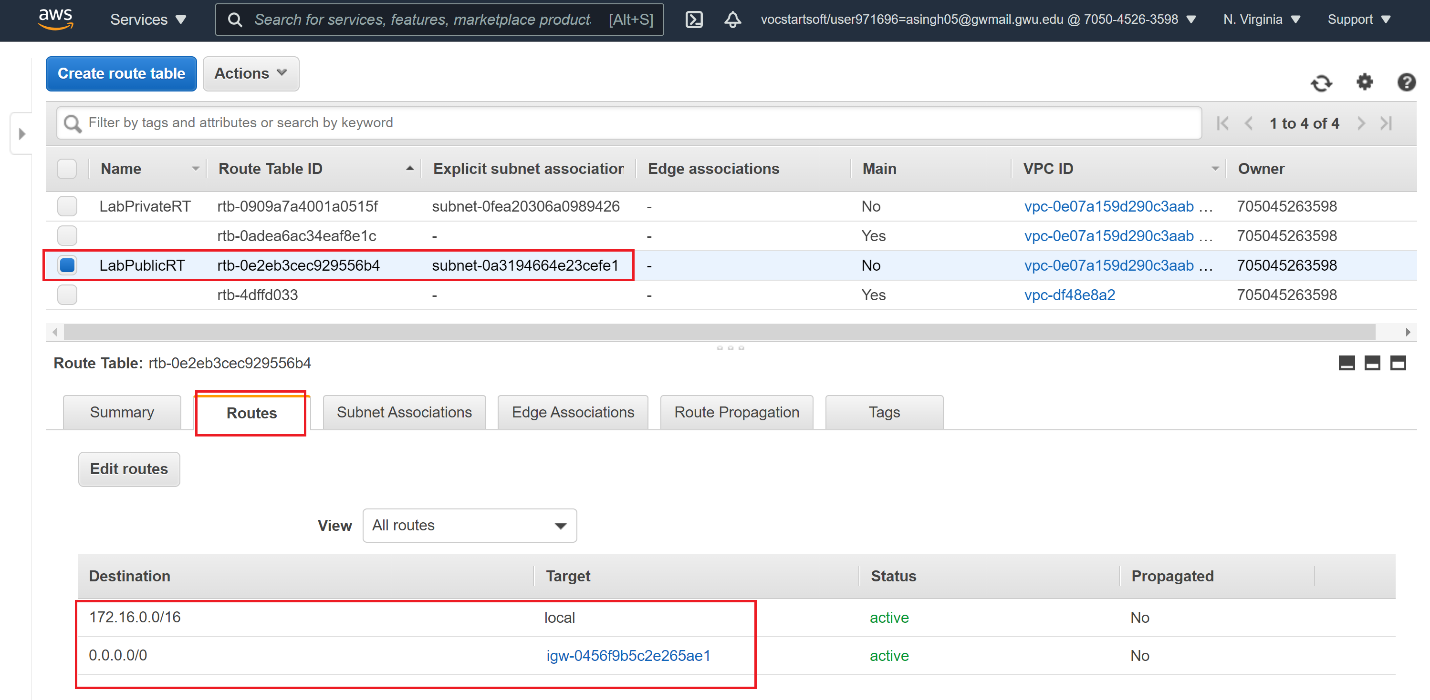 aws Services Search for services, features, marketplace product [Alt+S] vocstartsoft/user971696=asingh05@gwmail.gwu.edu @ 7050-4526-3598 N. Virginia Support
Create route table Actions
Filter by tags and attributes or search by keyword 1 to 4 of 4
Name Route Table ID Explicit subnet association Edge associations Main VPC ID Owner
LabPrivateRT rtb-0909a7a4001a0515f subnet-0fea20306a0989426 - No vpc-0e07a159d290c3aab ... 705045263598
rtb-0adea6ac34eaf8e1c - - Yes vpc-0e07a159d290c3aab ... 705045263598
LabPublicRT rtb-0e2eb3cec929556b4 subnet-0a3194664e23cefe1 - No vpc-0e07a159d290c3aab ... 705045263598
rtb-4dffd033 - - Yes vpc-df48e8a2 705045263598
Route Table: rtb-0e2eb3cec929556b4
Summary Routes Subnet Associations Edge Associations Route Propagation Tags
Edit routes
View All routes
Destination Target Status Propagated
172.16.0.0/16 local active No
0.0.0.0/0 igw-0456f9b5c2e265ae1 active No